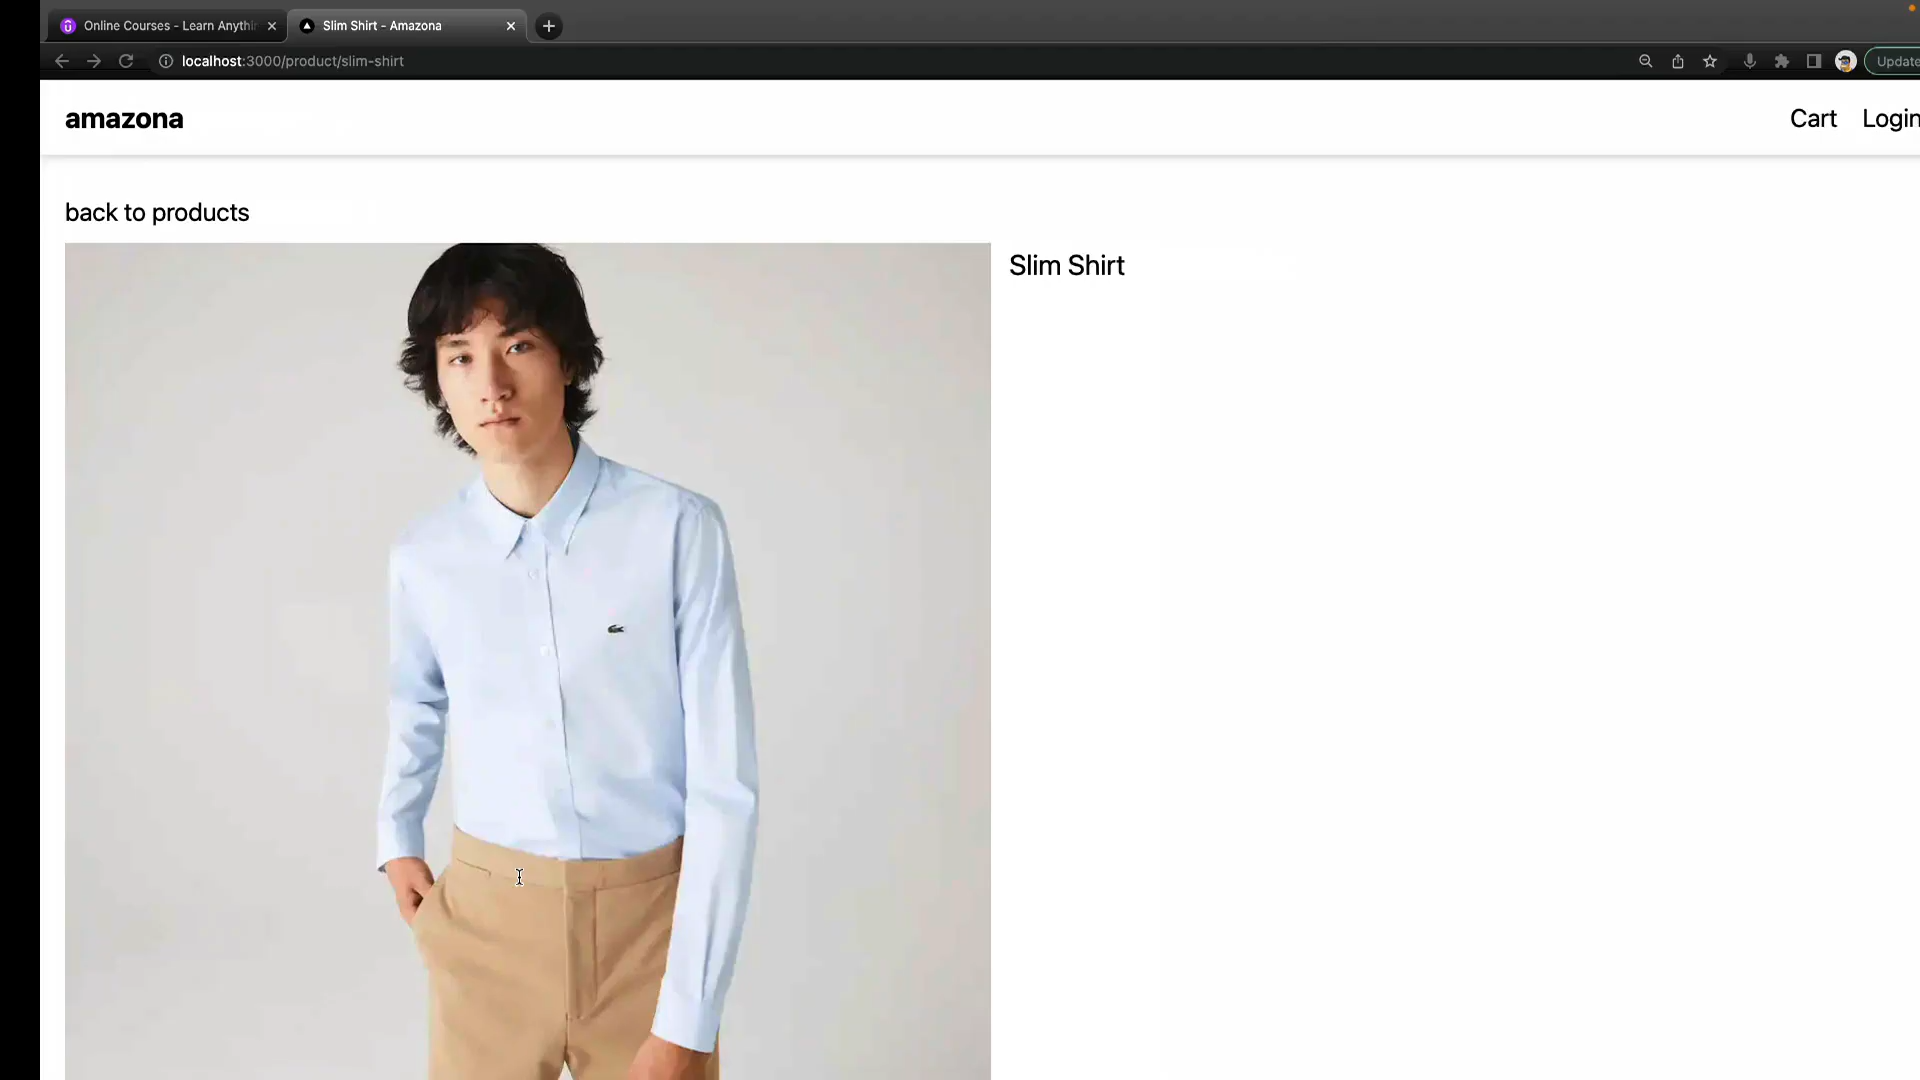 Online Courses - Learn Anythi
Slim Shirt - Amazona
localhost:3000/product/slim-shirt
Update
amazona
Cart
Login
back to products
Slim Shirt